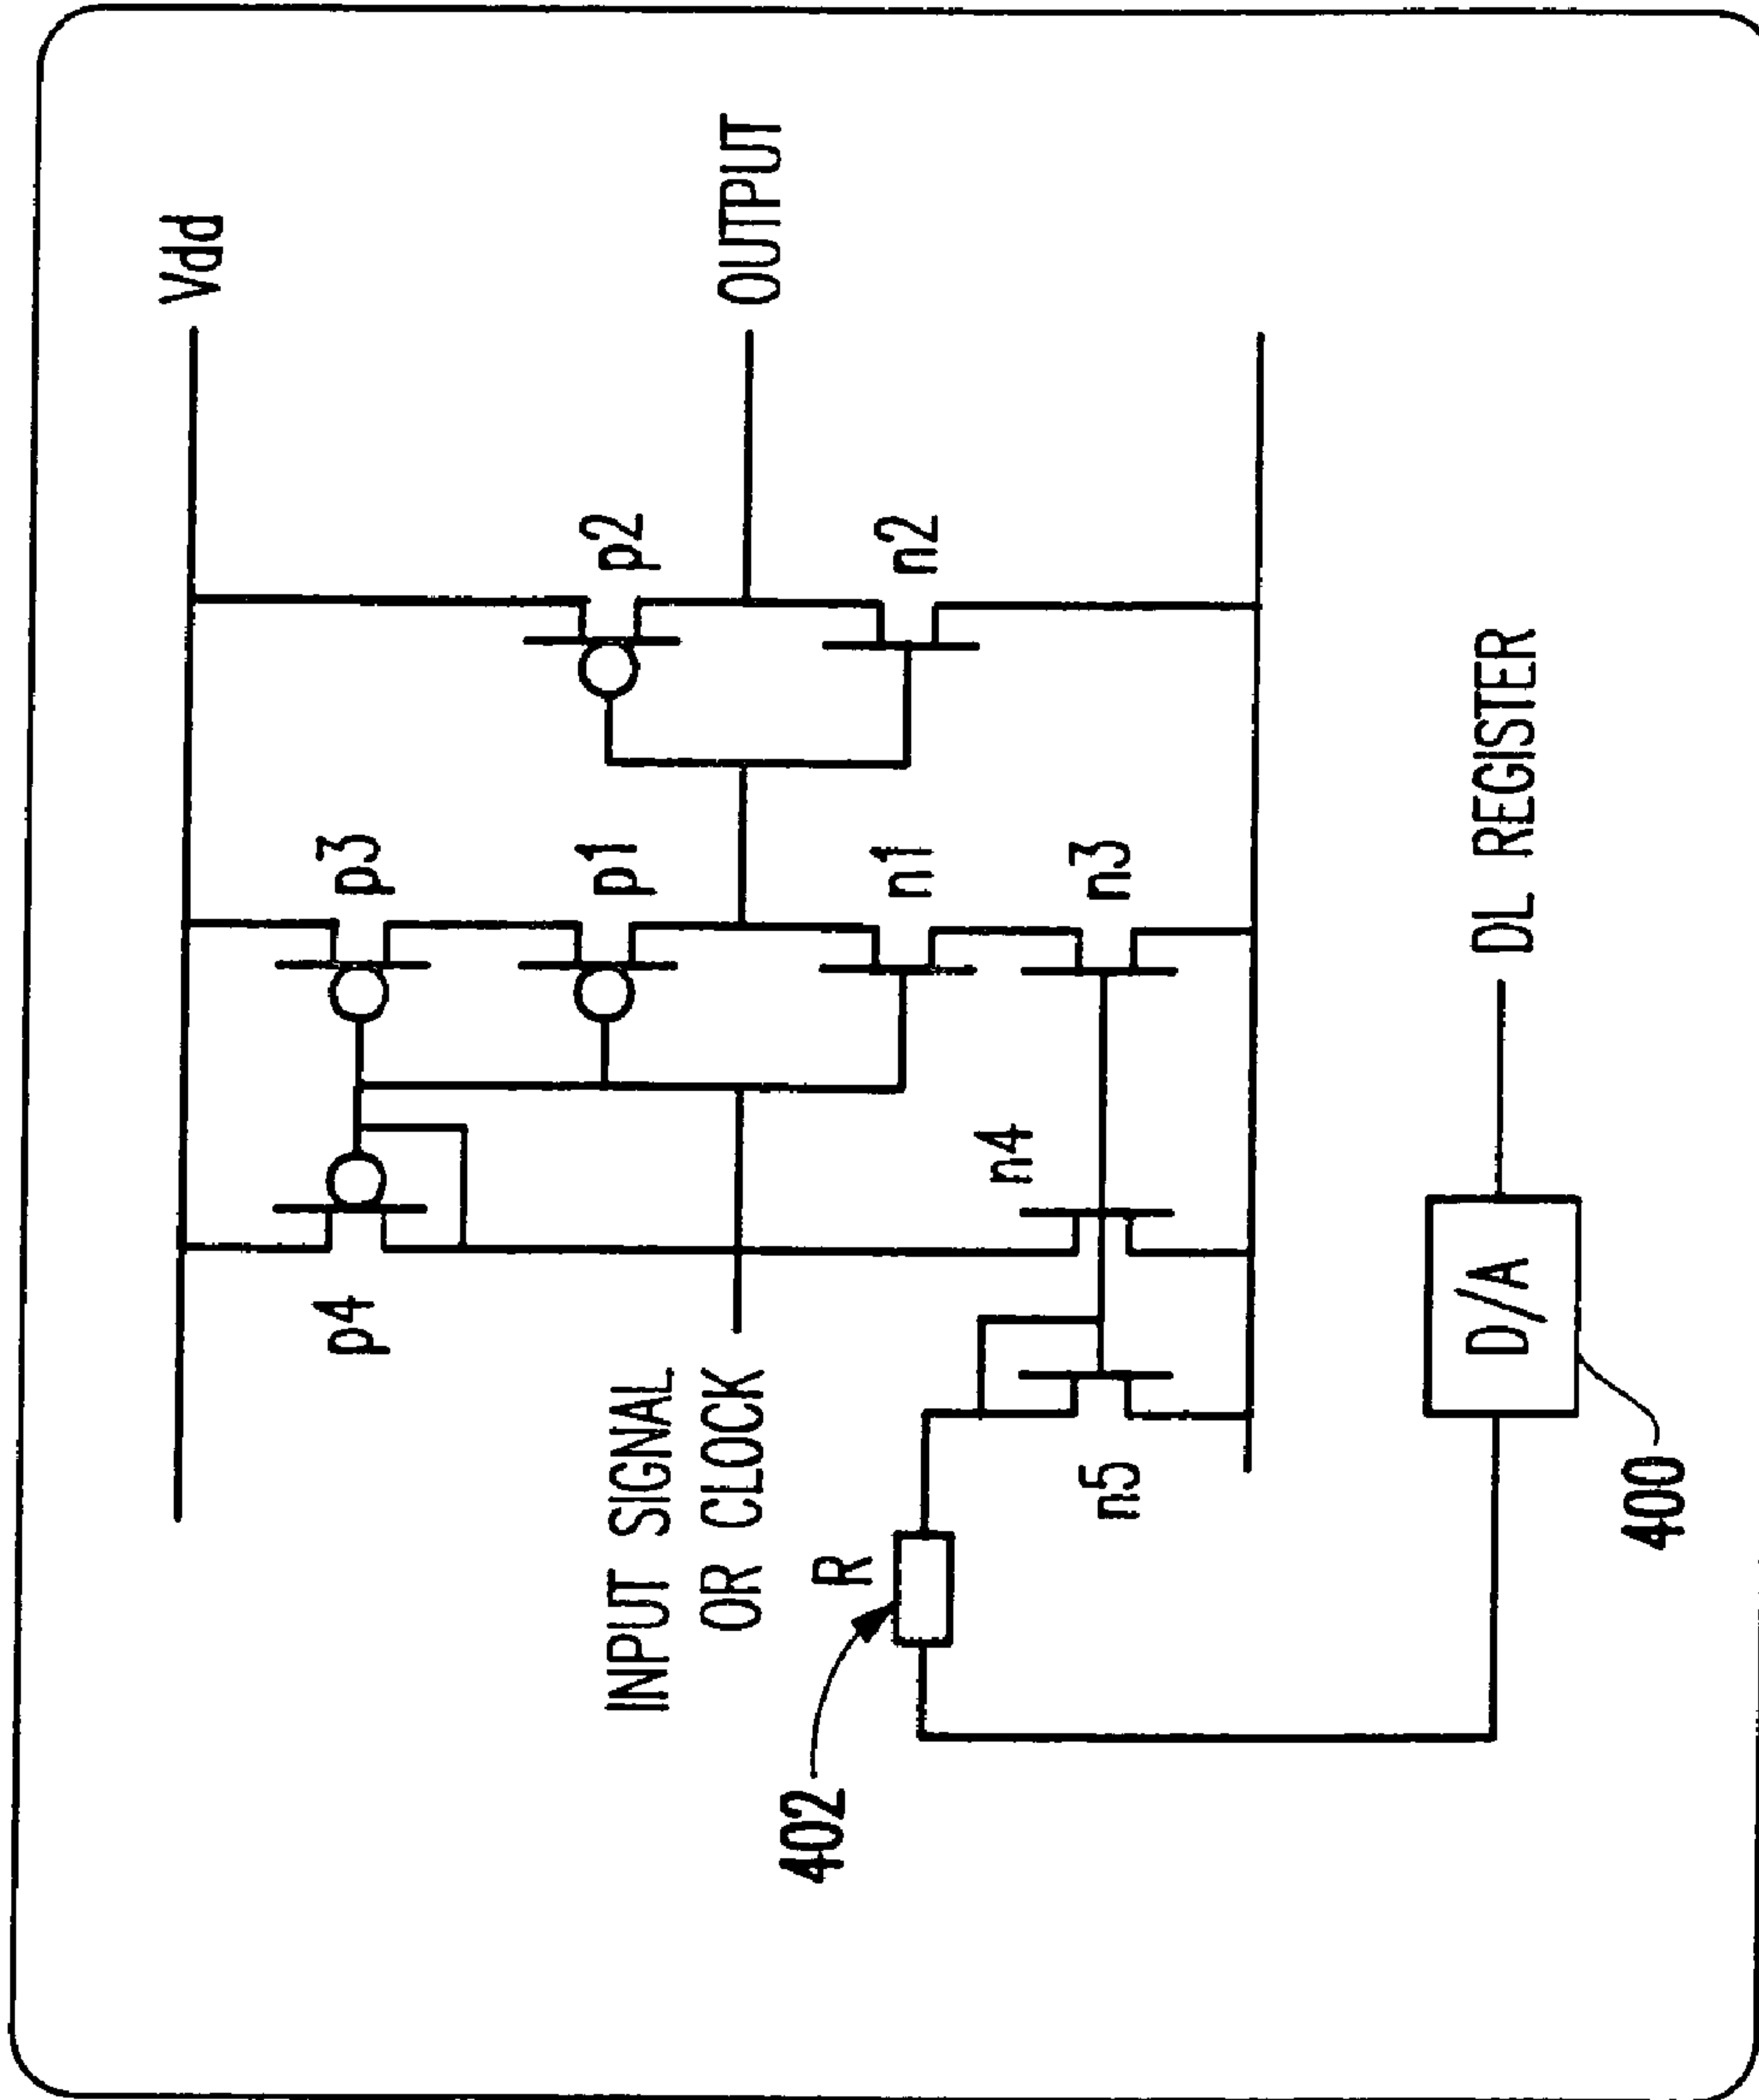 Vdd
p4
p3
p2
p1
INPUT SIGNAL
OR CLOCK
OUTPUT
n1
n2
n4
n3
n5
R
402
D/A
DL REGISTER
400